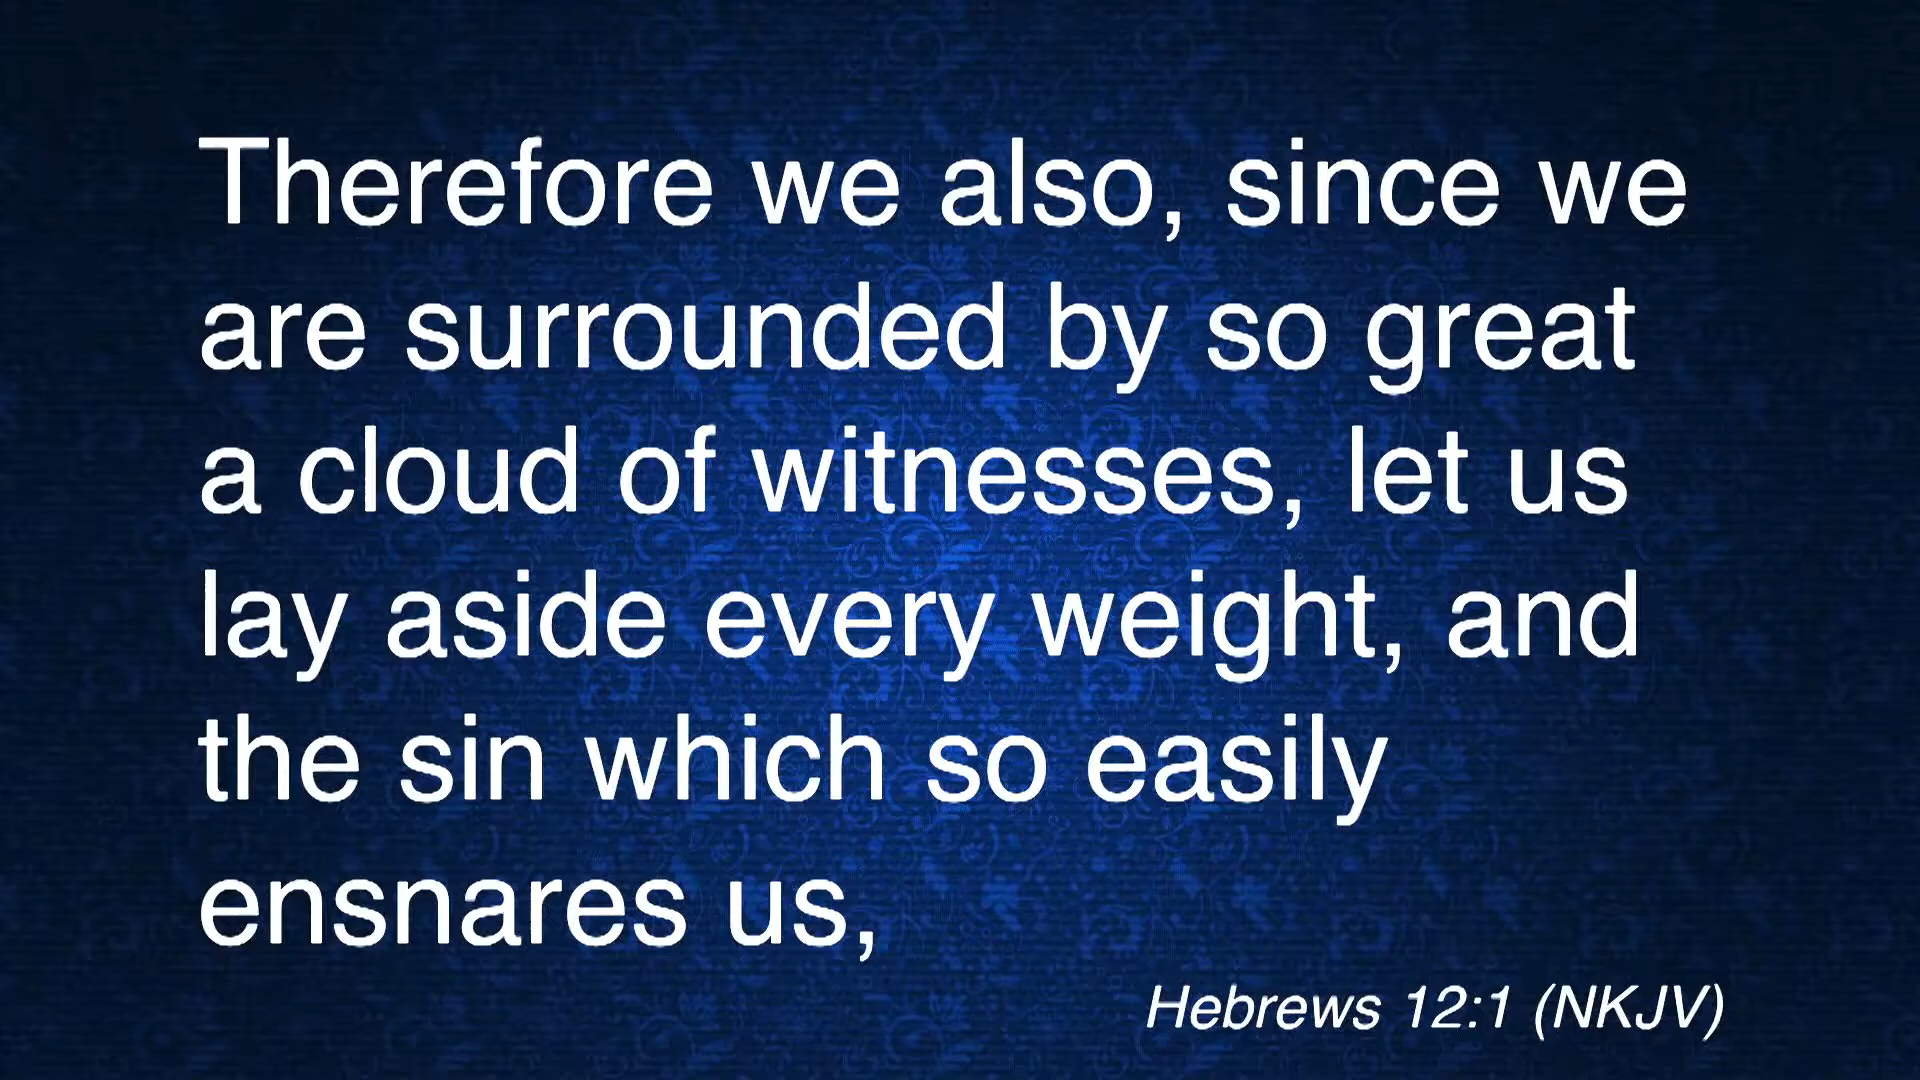 Therefore we also, since we
are surrounded by so great
a cloud of witnesses, let us
lay aside every weight, and
the sin which so easily
ensnares us,
Hebrews 12:1 (NKJV)